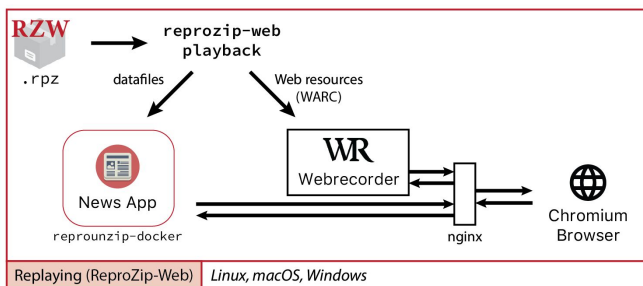 RZW
.rpz
reprozip-web
playback
datafiles
Web resources
(WARC)
News App
reprounzip-docker
WR
Webrecorder
nginx
Chromium
Browser
Replaying (ReproZip-Web)
Linux, macOS, Windows